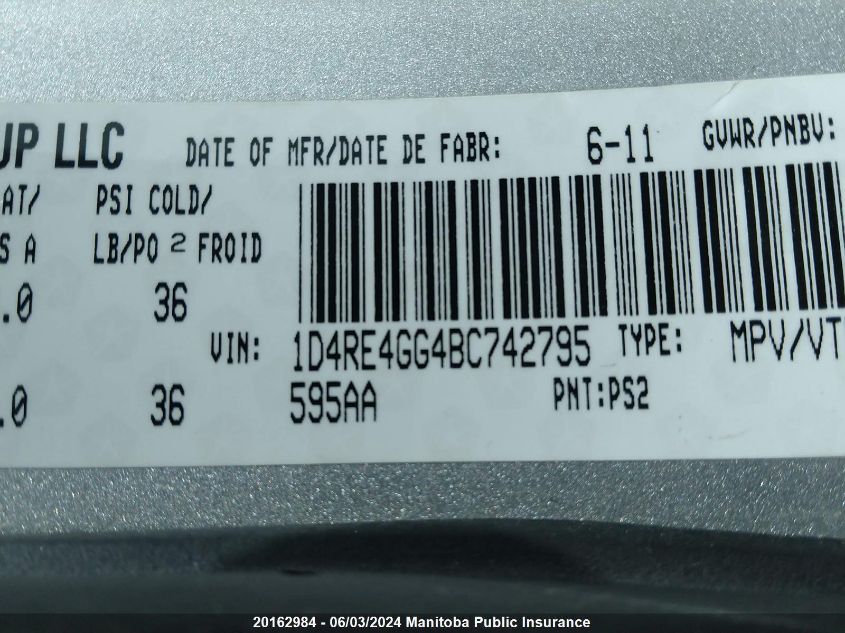 UP LLC DATE OF MFR/DATE DE FABR: 6-11 GVWR/PNBV:
AT/ PSI COLD/
S A LB/PO 2 FROID
.0 36
VIN: 1D4RE4GG4BC742795 TYPE: MPV/VT
.0 36 595AA PNT:PS2
20162984 - 06/03/2024 Manitoba Public Insurance